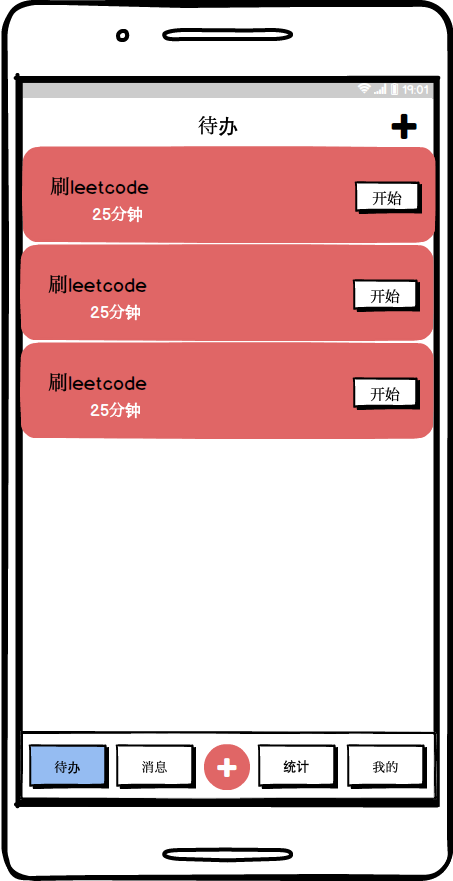 19:01
待办
刷leetcode
25分钟
开始
刷leetcode
25分钟
开始
刷leetcode
25分钟
开始
待办
消息
统计
我的